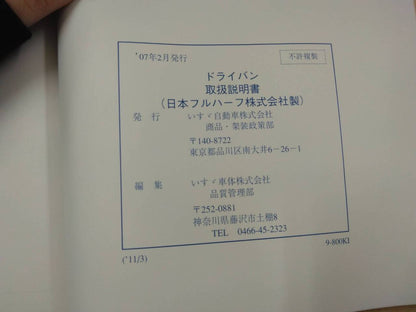 '07年2月発行
不許複製
ドライバン
取扱説明書
（日本フルハーフ株式会社製）
発行 いすゞ自動車株式会社
商品・架装政策部
〒140-8722
東京都品川区南大井6-26-1
編集 いすゞ車体株式会社
品質管理部
〒252-0881
神奈川県藤沢市土棚8
TEL 0466-45-2323
9-800KI
('11/3)